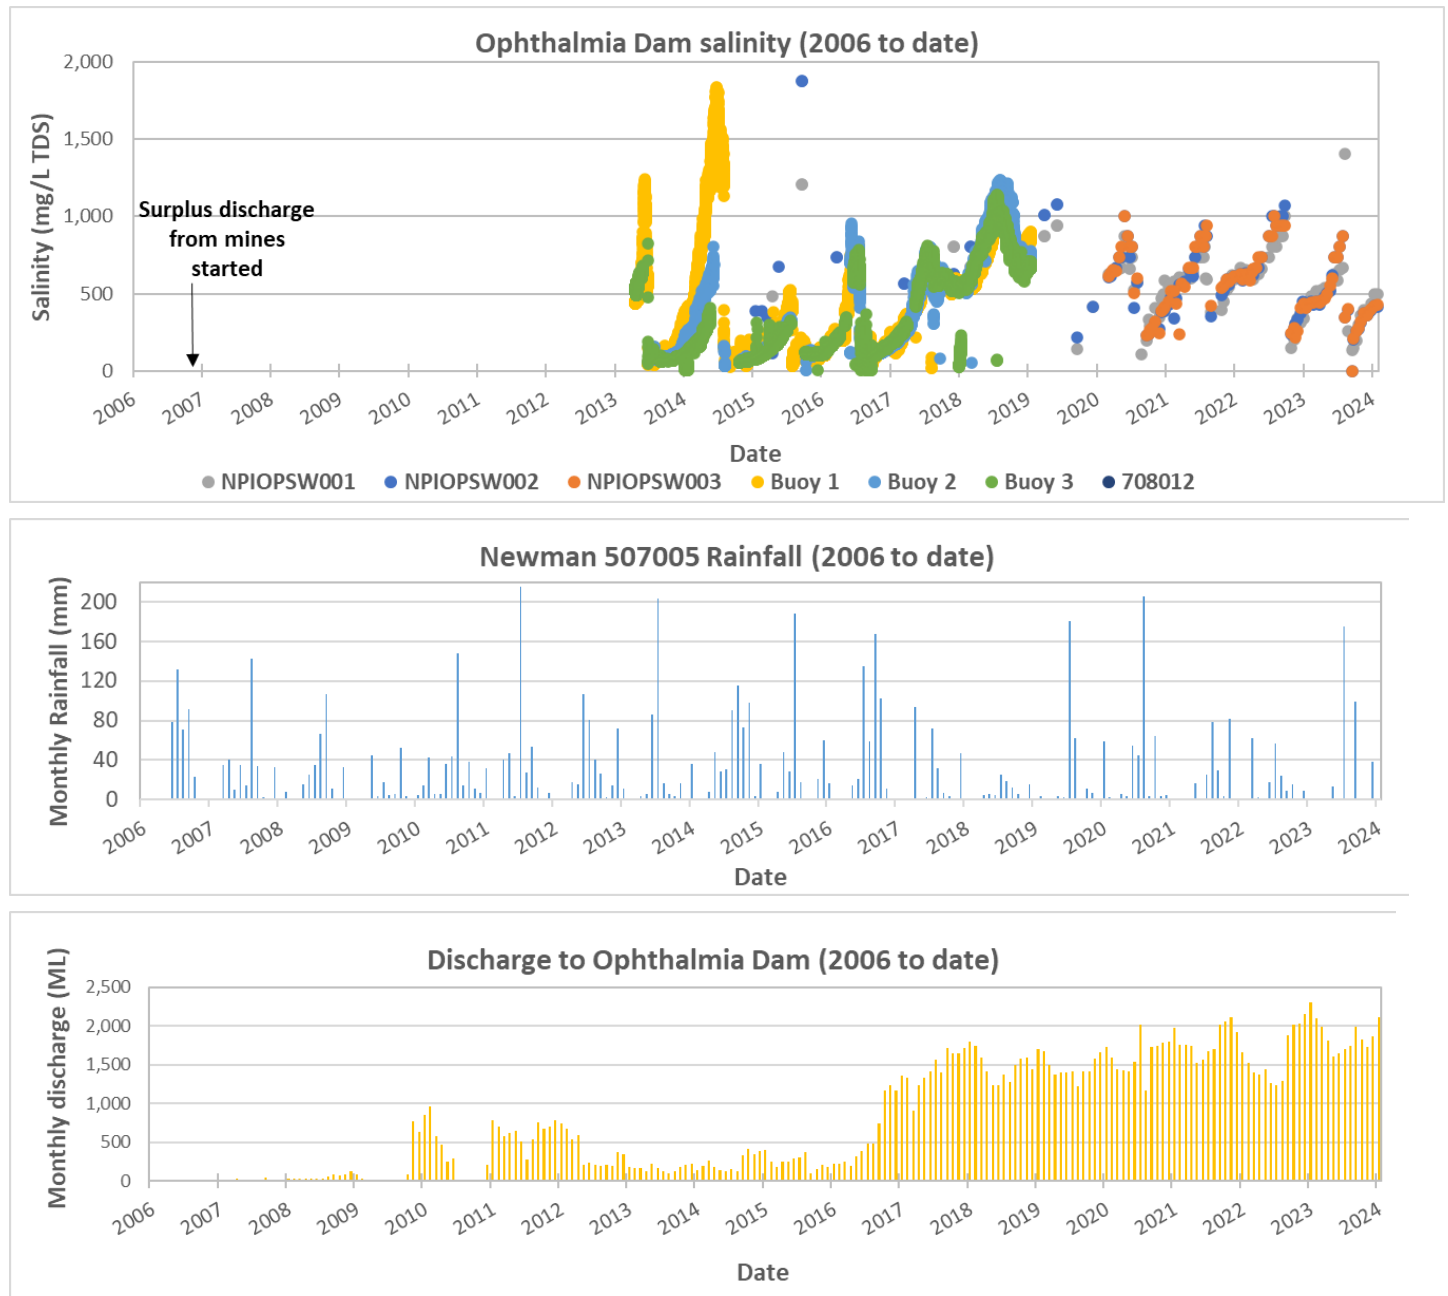 Ophthalmia Dam salinity (2006 to date)
Salinity (mg/L TDS)
2,000
1,500
1,000
500
0
Surplus discharge
from mines
started
2006 2007 2008 2009 2010 2011 2012 2013 2014 2015 2016 2017 2018 2019 2020 2021 2022 2023 2024
Date
NPIOPSW001 NPIOPSW002 NPIOPSW003 Buoy 1 Buoy 2 Buoy 3 708012
Newman 507005 Rainfall (2006 to date)
Monthly Rainfall (mm)
200
160
120
80
40
0
2006 2007 2008 2009 2010 2011 2012 2013 2014 2015 2016 2017 2018 2019 2020 2021 2022 2023 2024
Date
Discharge to Ophthalmia Dam (2006 to date)
Monthly discharge (ML)
2,500
2,000
1,500
1,000
500
0
2006 2007 2008 2009 2010 2011 2012 2013 2014 2015 2016 2017 2018 2019 2020 2021 2022 2023 2024
Date